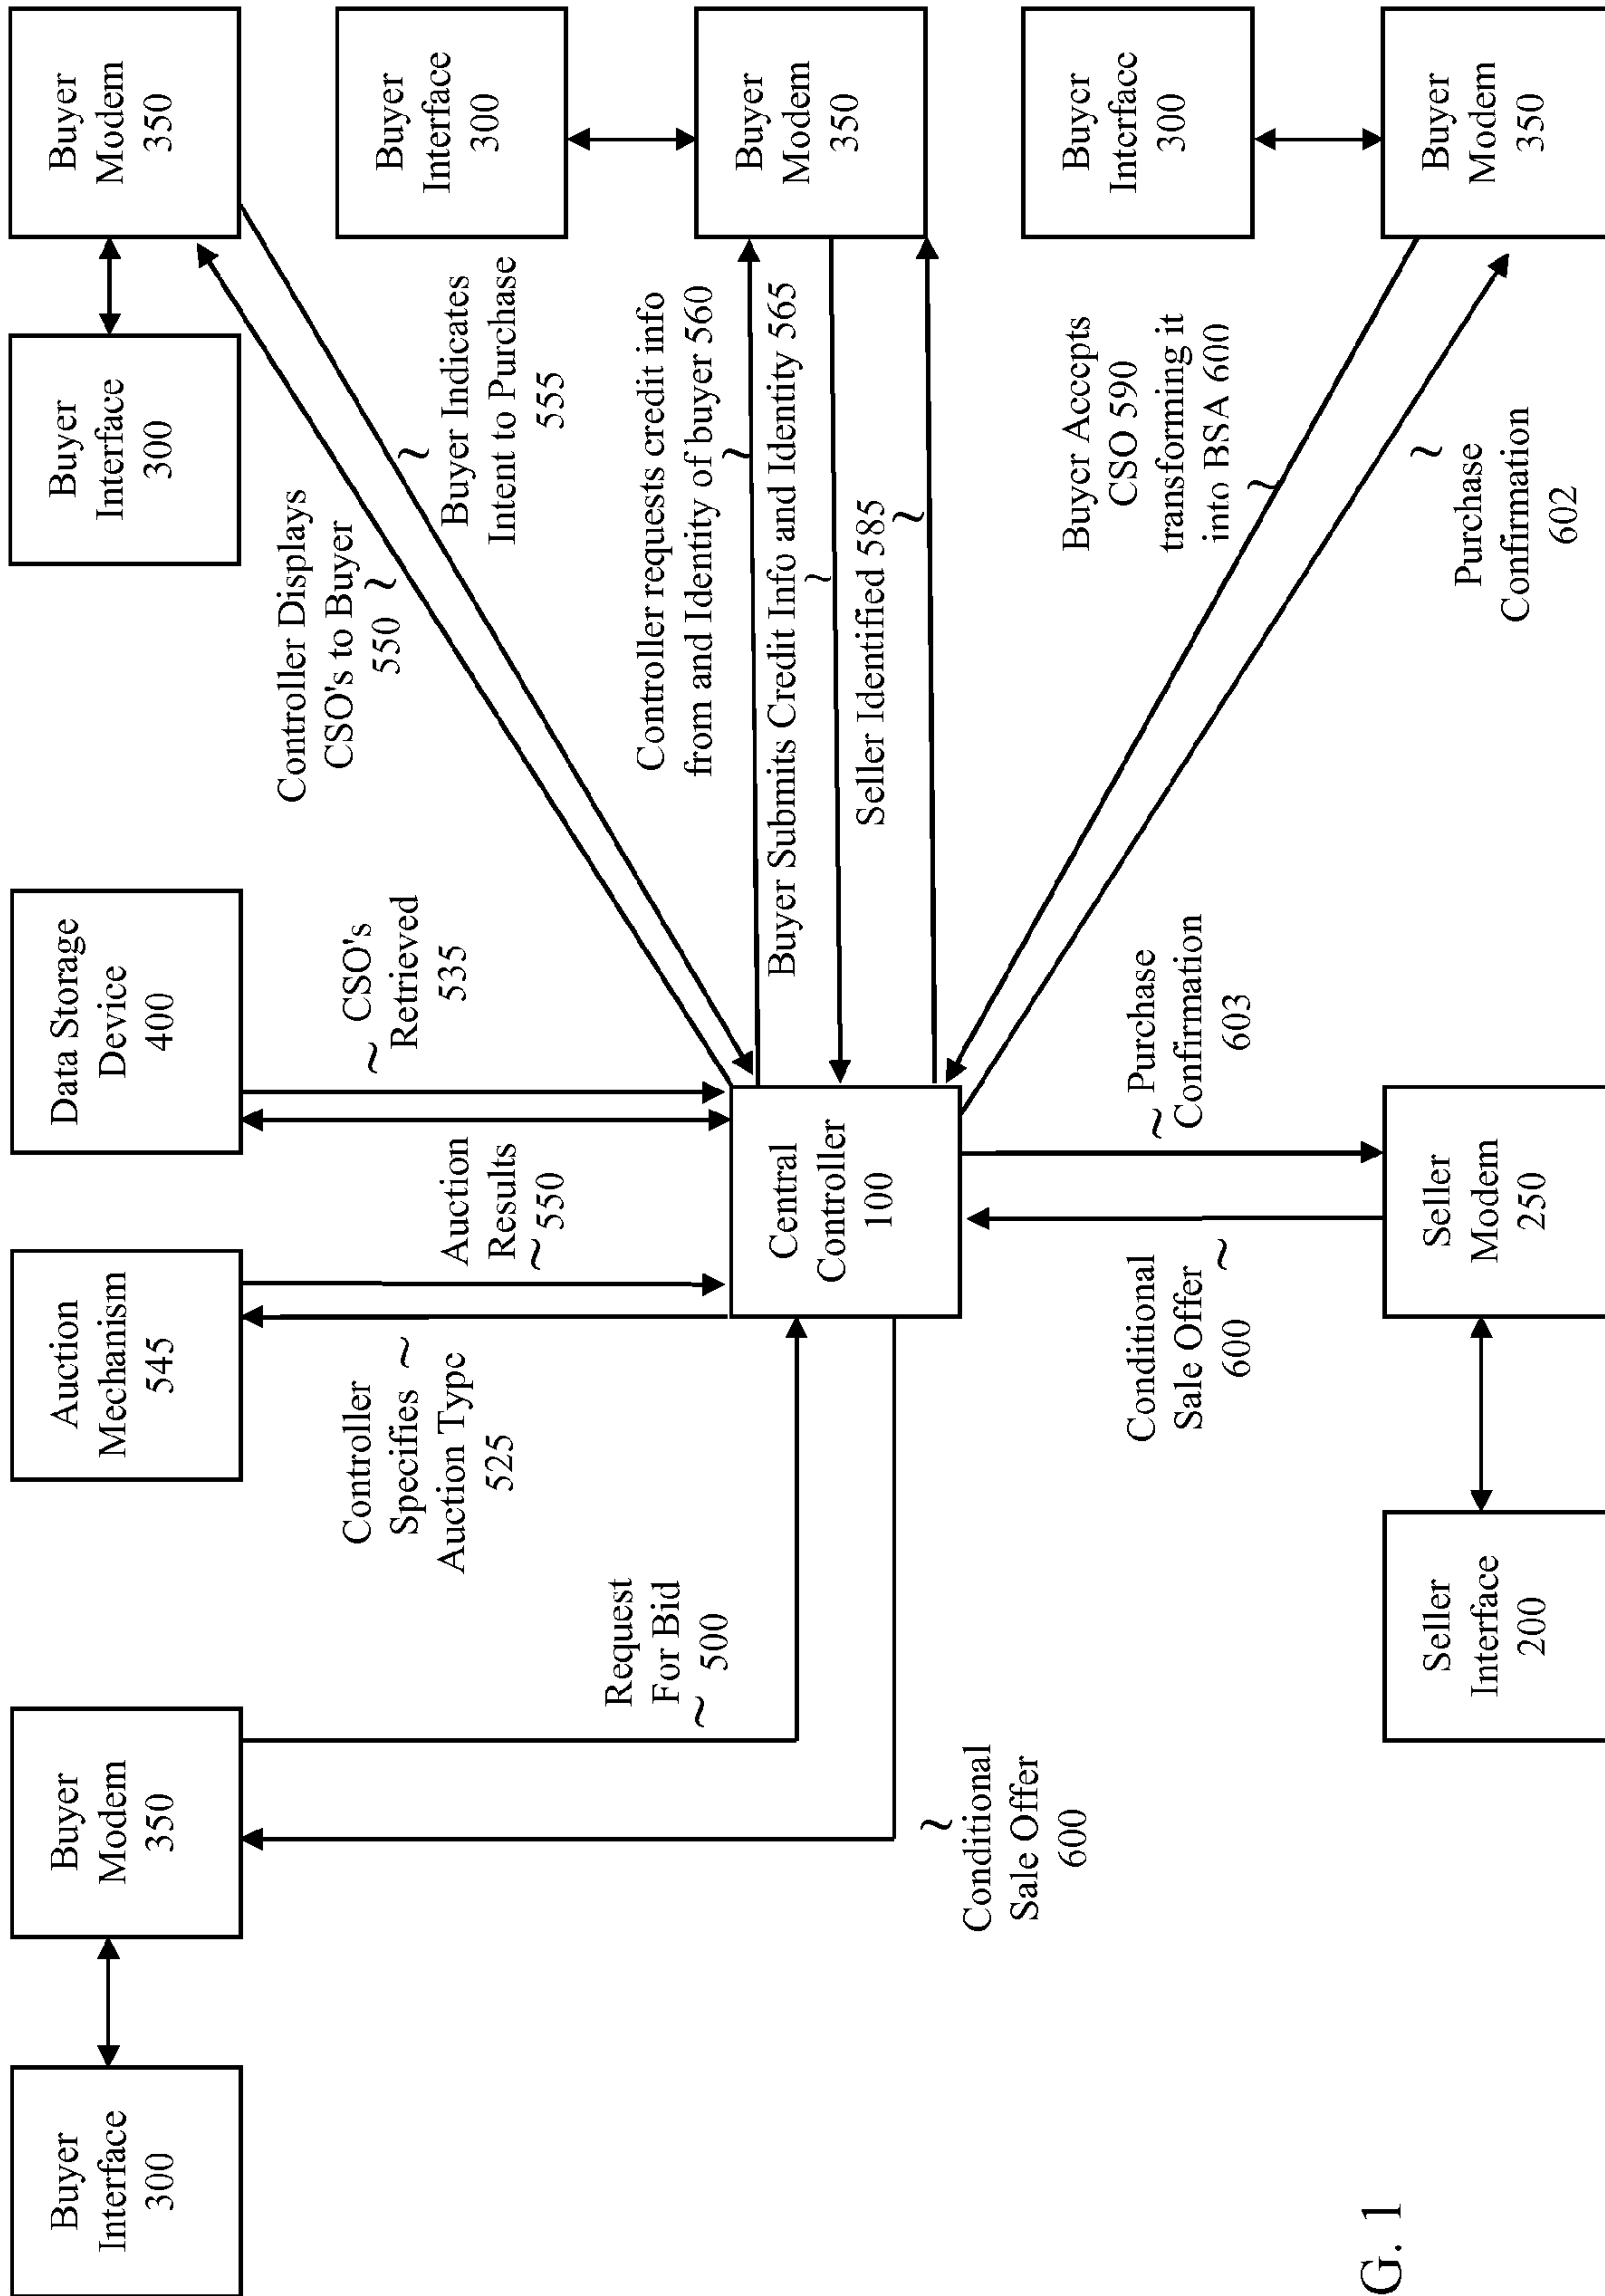 Buyer
Interface
300
Buyer
Modem
350
Auction
Mechanism
545
Data Storage
Device
400
Buyer
Interface
300
Buyer
Modem
350
Controller
Specifies ~
Auction Type
525
Auction
Results
~ 550
~ CSO's
Retrieved
535
Controller Displays
CSO's to Buyer
550 ~
Buyer Indicates
Intent to Purchase
555
Buyer
Interface
300
Request
For Bid
~ 500
Controller requests credit info
from and Identity of buyer 560
Buyer Submits Credit Info and Identity 565
Seller Identified 585
Buyer
Modem
350
Central
Controller
100
Conditional
Sale Offer
600
Conditional
Sale Offer
600 ~
Purchase
~ Confirmation
603
Buyer Accepts
CSO 590
transforming it
into BSA 600
Buyer
Interface
300
Purchase
Confirmation
602
Seller
Interface
200
Seller
Modem
250
Buyer
Modem
350
G. 1